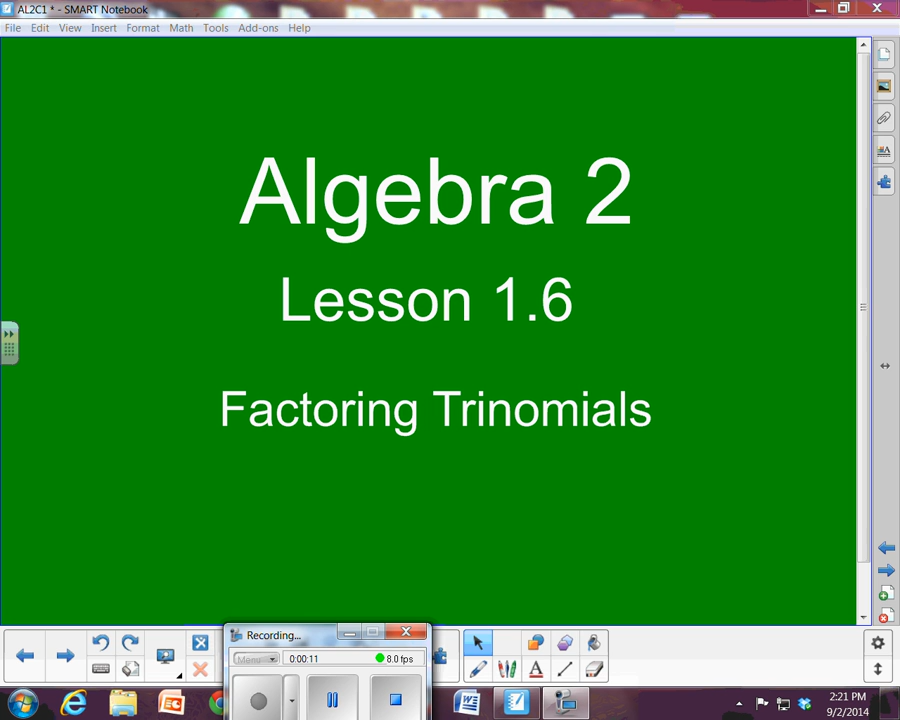 AL2C1 * - SMART Notebook
File Edit View Insert Format Math Tools Add-ons Help
Algebra 2
Lesson 1.6
Factoring Trinomials
Recording...
Menu 0:00:11 8.0 fps
A
2:21 PM
9/2/2014